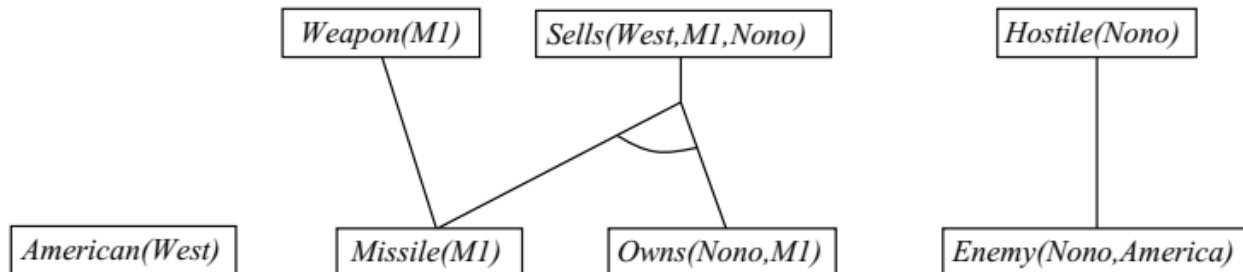 Weapon(M1) Sells(West,M1,Nono) Hostile(Nono)
American(West) Missile(M1) Owns(Nono,M1) Enemy(Nono,America)